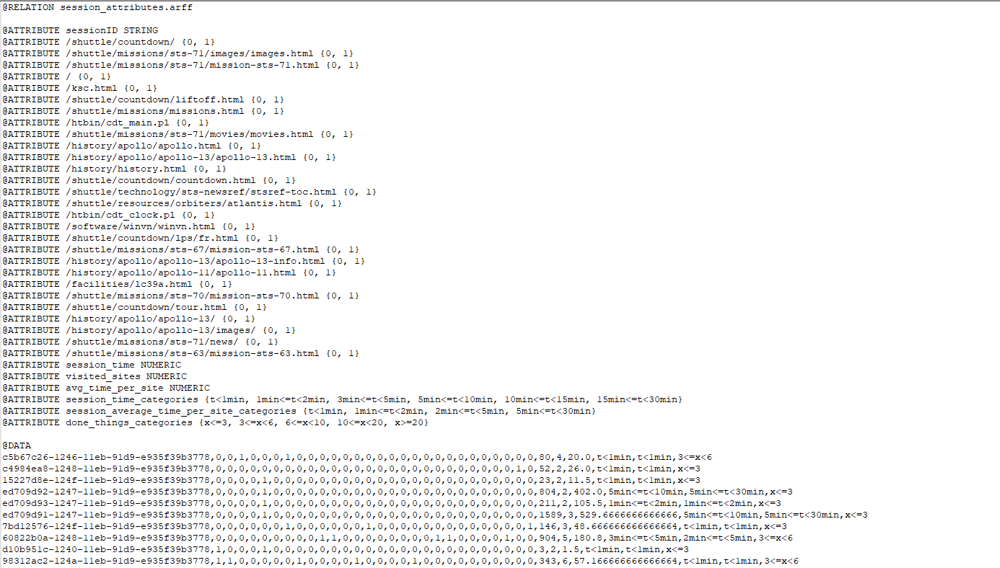 @RELATION session_attributes.arff
@ATTRIBUTE sessionID STRING
@ATTRIBUTE /shuttle/countdown/ {0, 1}
@ATTRIBUTE /shuttle/missions/sts-71/images/images.html {0, 1}
@ATTRIBUTE /shuttle/missions/sts-71/mission-sts-71.html {0, 1}
@ATTRIBUTE / {0, 1}
@ATTRIBUTE /ksc.html {0, 1}
@ATTRIBUTE /shuttle/countdown/liftoff.html {0, 1}
@ATTRIBUTE /shuttle/missions/missions.html {0, 1}
@ATTRIBUTE /htbin/cdt_main.pl {0, 1}
@ATTRIBUTE /shuttle/missions/sts-71/movies/movies.html {0, 1}
@ATTRIBUTE /history/apollo/apollo.html {0, 1}
@ATTRIBUTE /history/apollo/apollo-13/apollo-13.html {0, 1}
@ATTRIBUTE /history/history.html {0, 1}
@ATTRIBUTE /shuttle/countdown/countdown.html {0, 1}
@ATTRIBUTE /shuttle/technology/sts-newsref/stsref-toc.html {0, 1}
@ATTRIBUTE /shuttle/resources/orbiters/atlantis.html {0, 1}
@ATTRIBUTE /htbin/cdt_clock.pl {0, 1}
@ATTRIBUTE /software/winvn/winvn.html {0, 1}
@ATTRIBUTE /shuttle/countdown/lps/fr.html {0, 1}
@ATTRIBUTE /shuttle/missions/sts-67/mission-sts-67.html {0, 1}
@ATTRIBUTE /history/apollo/apollo-13/apollo-13-info.html {0, 1}
@ATTRIBUTE /history/apollo/apollo-11/apollo-11.html {0, 1}
@ATTRIBUTE /facilities/lc39a.html {0, 1}
@ATTRIBUTE /shuttle/missions/sts-70/mission-sts-70.html {0, 1}
@ATTRIBUTE /shuttle/countdown/tour.html {0, 1}
@ATTRIBUTE /history/apollo/apollo-13/ {0, 1}
@ATTRIBUTE /history/apollo/apollo-13/images/ {0, 1}
@ATTRIBUTE /shuttle/missions/sts-71/news/ {0, 1}
@ATTRIBUTE /shuttle/missions/sts-63/mission-sts-63.html {0, 1}
@ATTRIBUTE session_time NUMERIC
@ATTRIBUTE visited_sites NUMERIC
@ATTRIBUTE avg_time_per_site NUMERIC
@ATTRIBUTE session_time_categories {t<1min, 1min<=t<2min, 3min<=t<5min, 5min<=t<10min, 10min<=t<15min, 15min<=t<30min}
@ATTRIBUTE session_average_time_per_site_categories {t<1min, 1min<=t<2min, 2min<=t<5min, 5min<=t<30min}
@ATTRIBUTE done_things_categories {x<=3, 3<=x<6, 6<=x<10, 10<=x<20, x>=20}
@DATA
c5b67c26-1246-11eb-91d9-e935f39b3778,0,0,1,0,0,0,1,0,0,0,0,0,0,0,0,0,0,0,0,0,0,0,0,0,0,0,0,0,80,4,20.0,t<1min,t<1min,3<=x<6
c4984ea8-1248-11eb-91d9-e935f39b3778,0,0,0,0,0,0,0,0,0,0,0,0,0,0,0,0,0,0,0,0,0,0,0,0,0,0,1,0,52,2,26.0,t<1min,t<1min,x<=3
15227d8e-124f-11eb-91d9-e935f39b3778,0,0,0,0,1,0,0,0,0,0,0,0,0,0,0,0,0,0,0,0,0,0,0,0,0,0,0,0,23,2,11.5,t<1min,t<1min,x<=3
ed709d92-1247-11eb-91d9-e935f39b3778,0,0,0,0,1,0,0,0,0,0,0,0,0,0,0,0,0,0,0,0,0,0,0,0,0,0,0,0,804,2,402.0,5min<=t<10min,5min<=t<30min,x<=3
ed709d93-1247-11eb-91d9-e935f39b3778,0,0,0,0,1,0,0,0,0,0,0,0,0,0,0,0,0,0,0,0,0,0,0,0,0,0,0,0,211,2,105.5,1min<=t<2min,1min<=t<2min,x<=3
ed709d91-1247-11eb-91d9-e935f39b3778,0,0,0,0,1,0,0,0,0,0,0,0,0,0,0,0,0,0,0,0,0,0,0,0,0,0,0,0,1589,3,529.6666666666666,5min<=t<10min,5min<=t<30min,x<=3
7bd12576-124f-11eb-91d9-e935f39b3778,0,0,0,0,0,0,1,0,0,0,0,0,0,1,0,0,0,0,0,0,0,0,0,0,0,0,0,1,146,3,48.666666666666664,t<1min,t<1min,x<=3
60822b0a-1248-11eb-91d9-e935f39b3778,0,0,0,0,0,0,0,0,0,1,1,0,0,0,0,0,0,0,0,1,1,0,0,0,0,1,0,0,904,5,180.8,3min<=t<5min,2min<=t<5min,3<=x<6
d10b951c-1240-11eb-91d9-e935f39b3778,1,0,0,0,1,0,0,0,0,0,0,0,0,0,0,0,0,0,0,0,0,0,0,0,0,0,0,0,3,2,1.5,t<1min,t<1min,x<=3
98312ac2-124a-11eb-91d9-e935f39b3778,1,1,0,0,0,0,0,1,0,0,0,0,1,0,0,0,0,1,0,0,0,0,0,0,0,0,0,0,343,6,57.166666666666664,t<1min,t<1min,3<=x<6